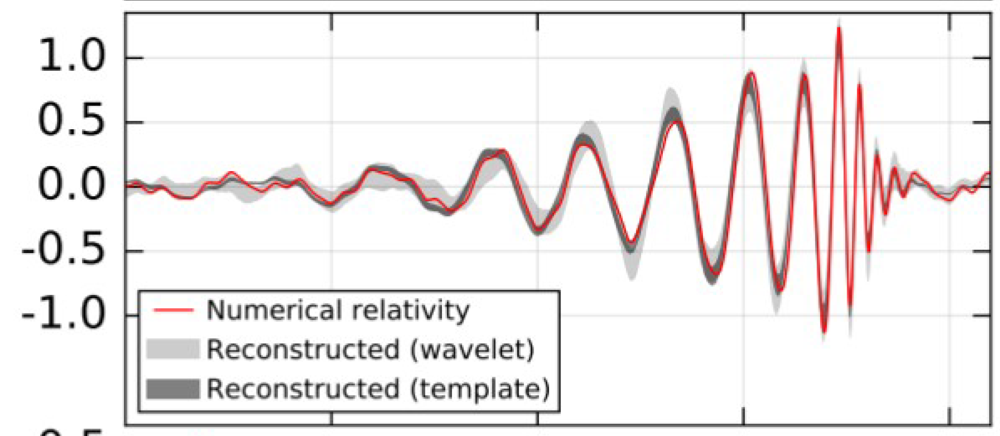 1.0
0.5
0.0
-0.5
-1.0
Numerical relativity
Reconstructed (wavelet)
Reconstructed (template)